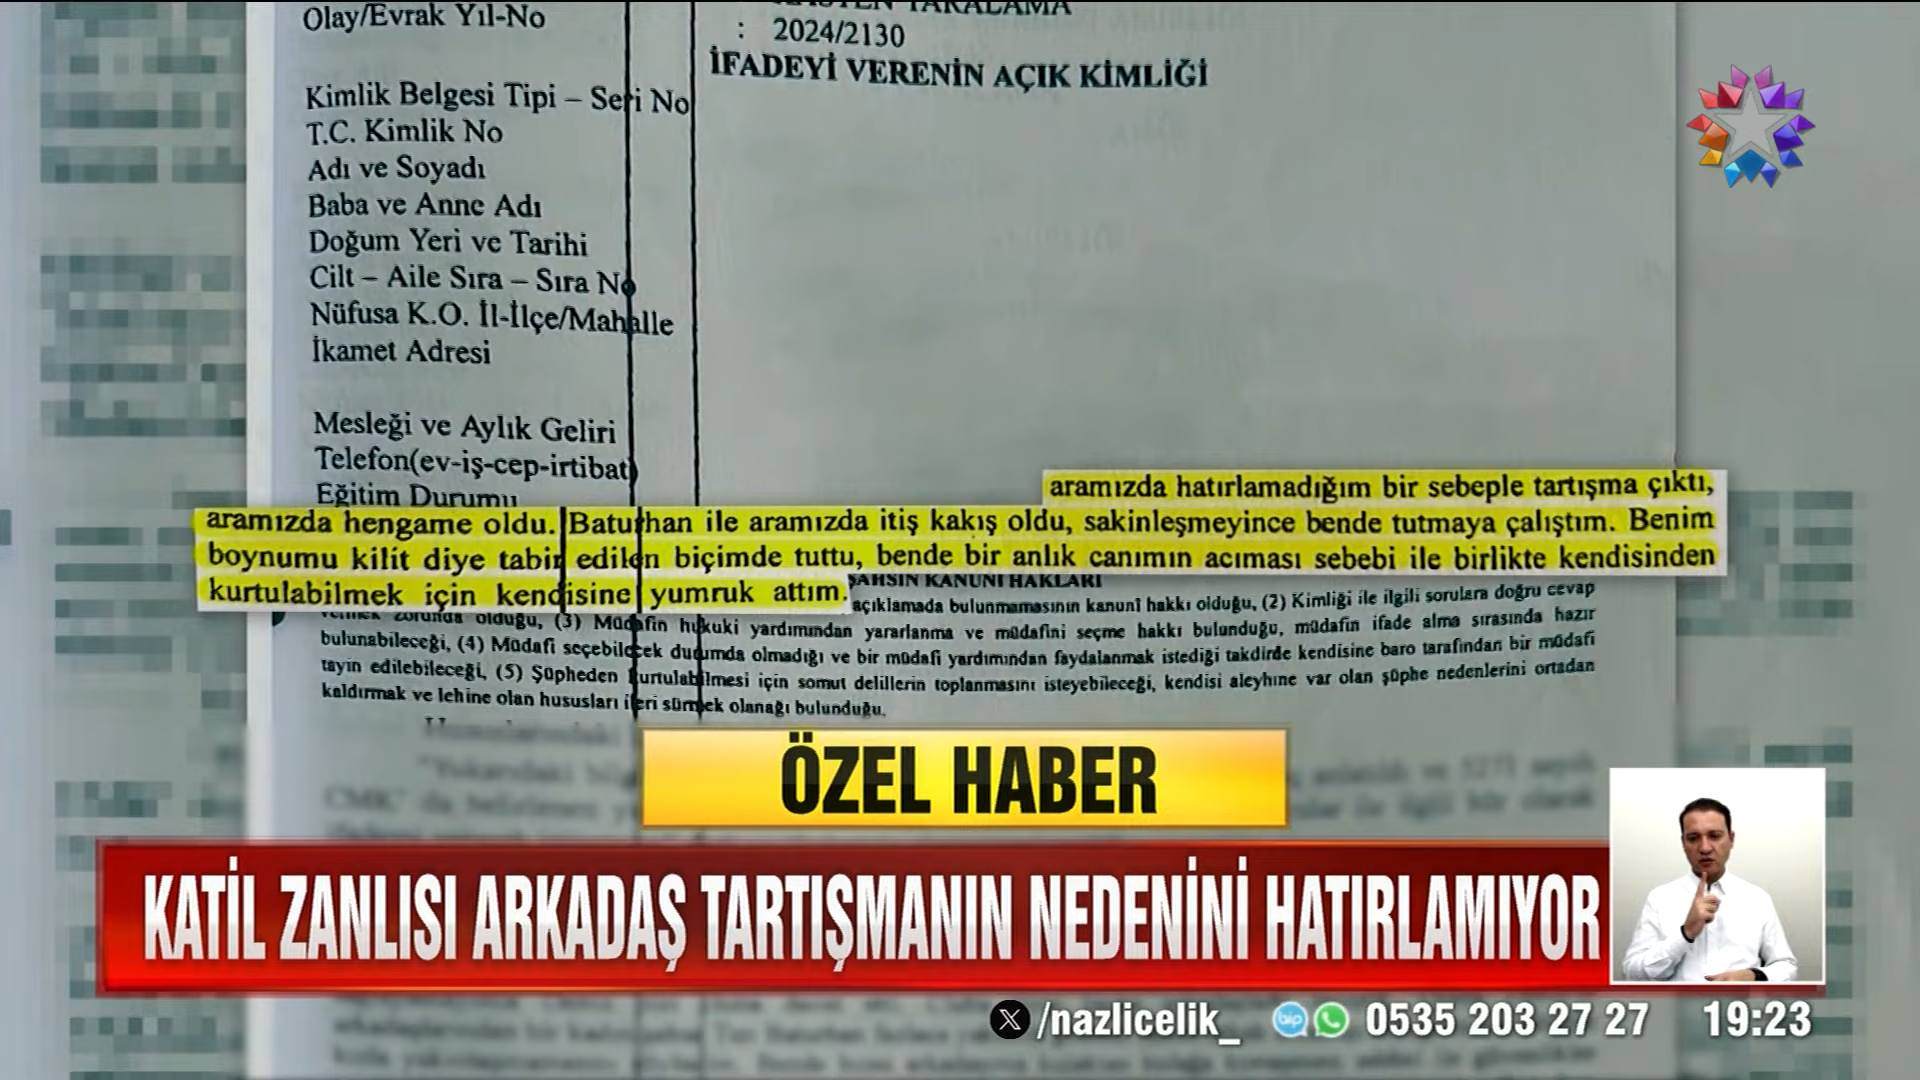 Olay/Evrak Yıl-No
: 2024/2130
İFADEYİ VERENİN AÇIK KİMLİĞİ
Kimlik Belgesi Tipi – Seri No
T.C. Kimlik No
Adı ve Soyadı
Baba ve Anne Adı
Doğum Yeri ve Tarihi
Cilt – Aile Sıra – Sıra No
Nüfusa K.O. İl-İlçe/Mahalle
İkamet Adresi
Mesleği ve Aylık Geliri
Telefon(ev-iş-cep-irtibat)
Eğitim Durumu
aramızda hatırlamadığım bir sebeple tartışma çıktı,
aramızda hengame oldu. Baturhan ile aramızda itiş kakış oldu, sakinleşmeyince bende tutmaya çalıştım. Benim
boynumu kilit diye tabir edilen biçimde tuttu, bende bir anlık canımın acıması sebebi ile birlikte kendisinden
kurtulabilmek için kendisine yumruk attım.
ŞAHSIN KANUNİ HAKLARI
açıklamada bulunmamasının kanunî hakkı olduğu, (2) Kimliği ile ilgili sorulara doğru cevap
vermek zorunda olduğu, (3) Müdafin hukuki yardımından yararlanma ve müdafini seçme hakkı bulunduğu, müdafin ifade alma sırasında hazır
bulunabileceği, (4) Müdafi seçebilecek durumda olmadığı ve bir müdafi yardımından faydalanmak istediği takdirde kendisine baro tarafından bir müdafi
tayin edilebileceği, (5) Şüpheden kurtulabilmesi için somut delillerin toplanmasını isteyebileceği, kendisi aleyhine var olan şüphe nedenlerini ortadan
kaldırmak ve lehine olan hususları ileri sürmek olanağı bulunduğu.
ÖZEL HABER
KATİL ZANLISI ARKADAŞ TARTIŞMANIN NEDENİNİ HATIRLAMIYOR
X /nazlicelik_ bip 0535 203 27 27 19:23